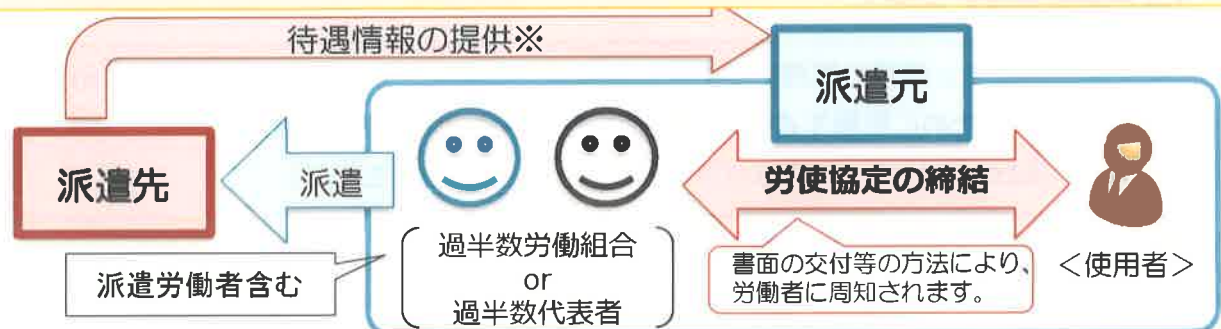 待遇情報の提供※
派遣元
派遣先
派遣
労使協定の締結
過半数労働組合
or
過半数代表者
派遣労働者含む
書面の交付等の方法により、
労働者に周知されます。
＜使用者＞